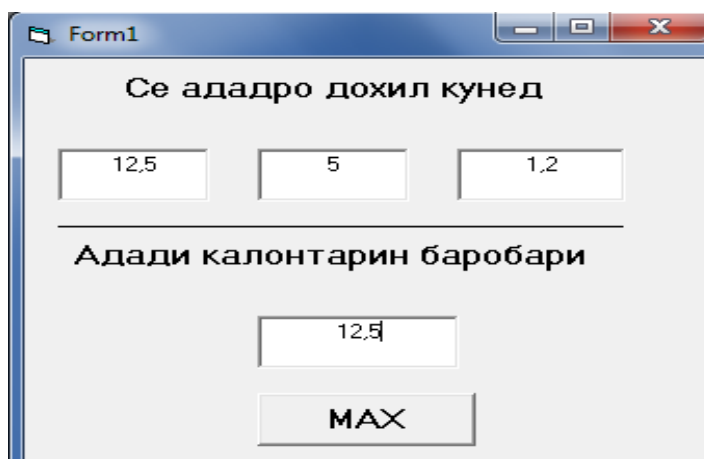 Form1
Се ададро дохил кунед
12,5 5 1,2
Адади калонтарин баробари
12,5
MAX